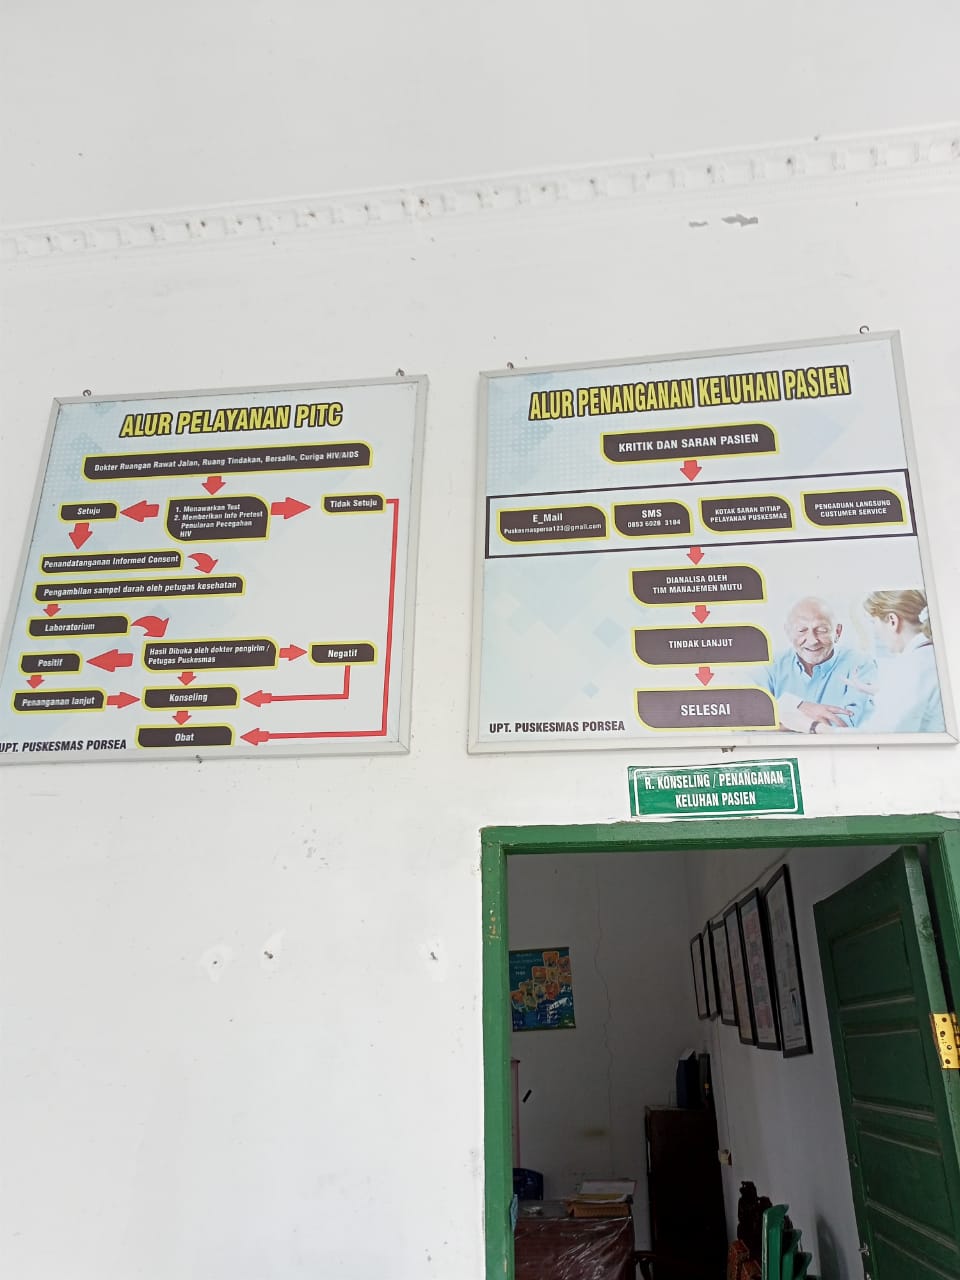 ALUR PELAYANAN PITC
Dokter Ruangan Rawat Jalan, Ruang Tindakan, Bersalin, Curiga HIV/AIDS
Setuju
1. Menawarkan Test
2. Memberikan Info Pretest
Penularan Pecegahan
HIV
Tidak Setuju
Penandatanganan Informed Consent
Pengambilan sampel darah oleh petugas kesehatan
Laboratorium
Positif
Hasil Dibuka oleh dokter pengirim /
Petugas Puskesmas
Negatif
Penanganan lanjut
Konseling
Obat
UPT. PUSKESMAS PORSEA
ALUR PENANGANAN KELUHAN PASIEN
KRITIK DAN SARAN PASIEN
E_Mail
Puskesmasporsa123@gmail.com
SMS
0853 6028 3184
KOTAK SARAN DITIAP
PELAYANAN PUSKESMAS
PENGADUAN LANGSUNG
CUSTUMER SERVICE
DIANALISA OLEH
TIM MANAJEMEN MUTU
TINDAK LANJUT
SELESAI
UPT. PUSKESMAS PORSEA
R. KONSELING / PENANGANAN
KELUHAN PASIEN